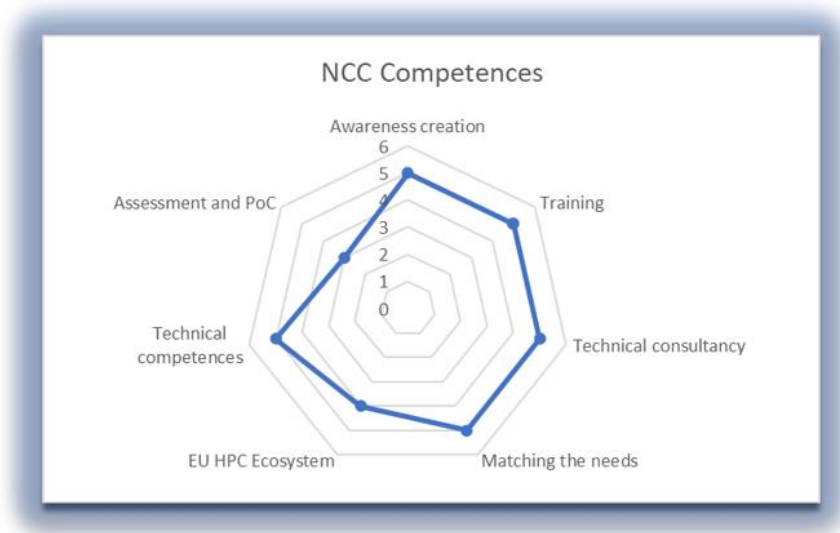 NCC Competences
Awareness creation
6
5
4
3
2
1
0
Training
Technical consultancy
Matching the needs
EU HPC Ecosystem
Technical
competences
Assessment and PoC